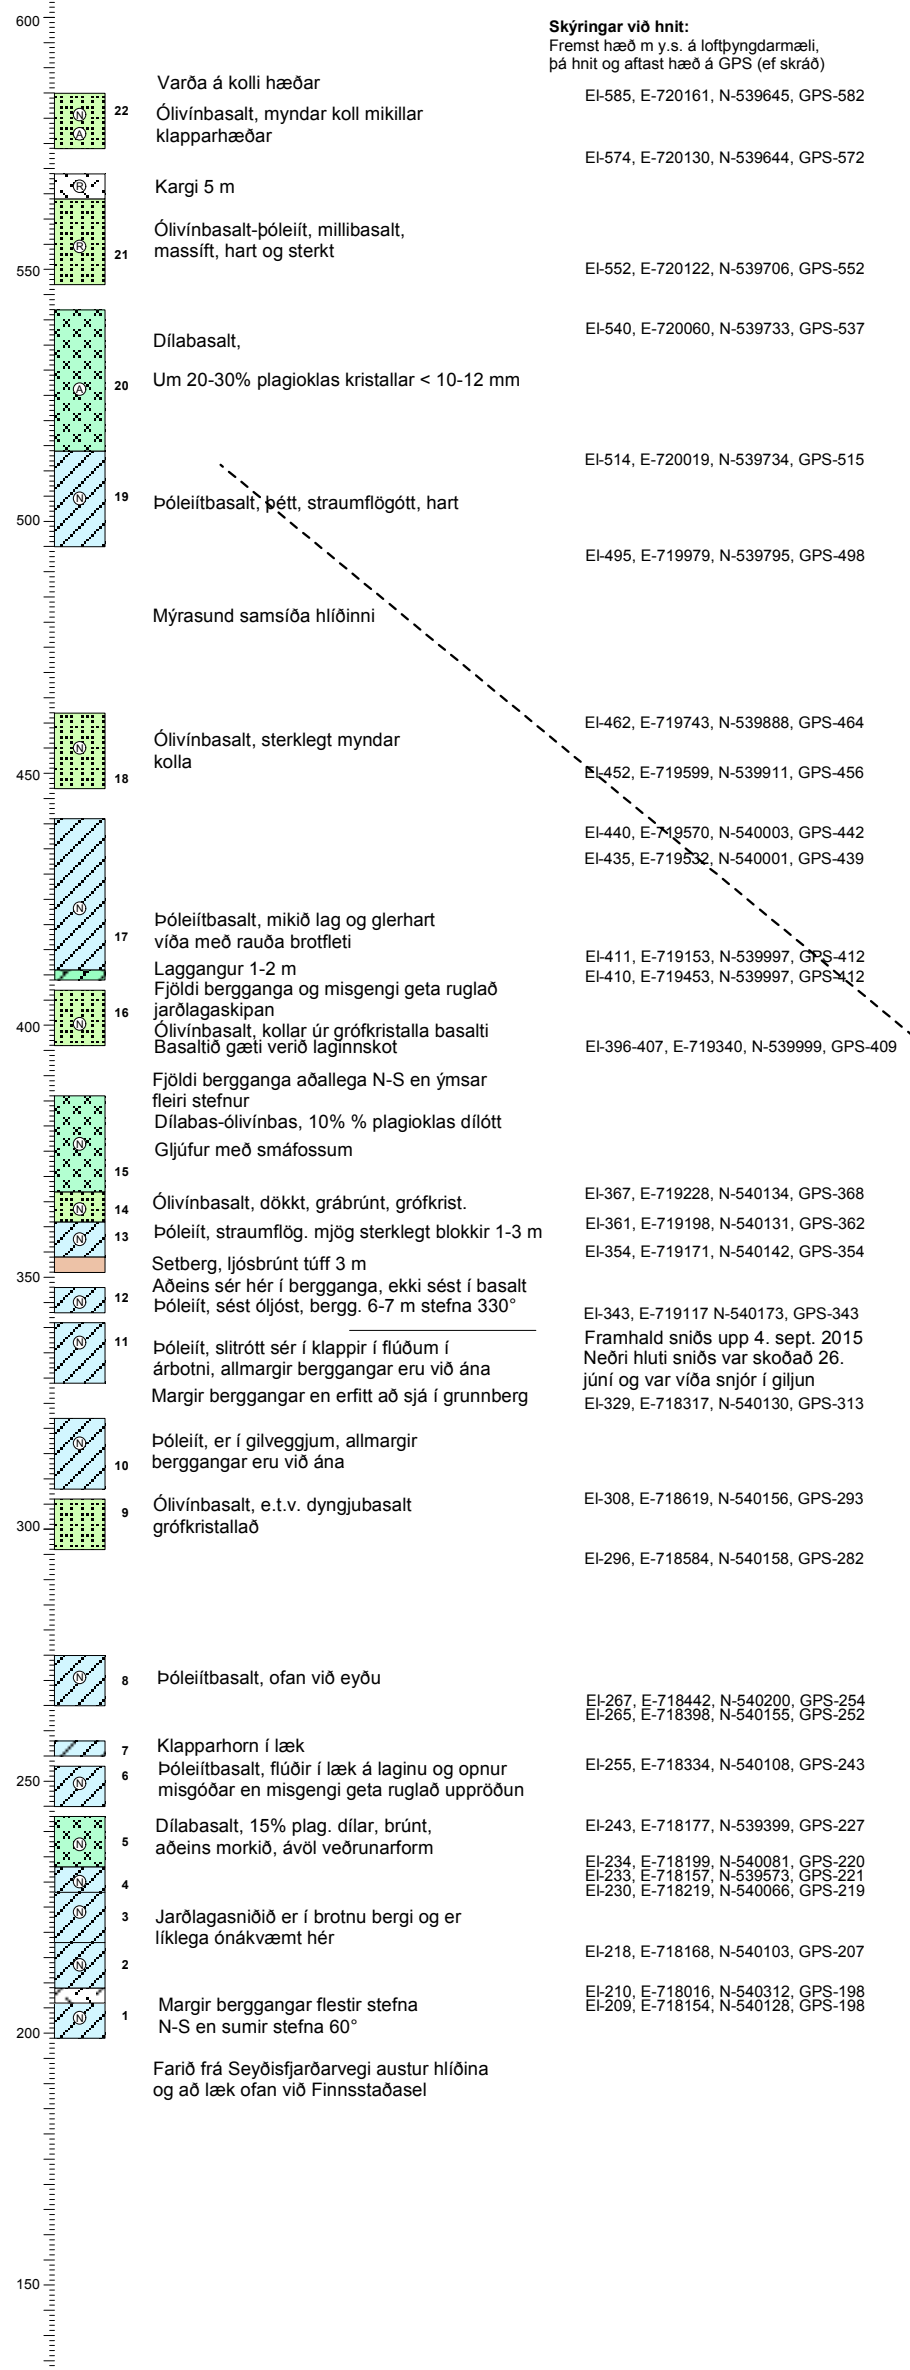 600
Skýringar við hnit:
Fremst hæð m y.s. á loftþyngdarmæli,
þá hnit og aftast hæð á GPS (ef skráð)
Varða á kolli hæðar
El-585, E-720161, N-539645, GPS-582
N
22
Ólivínbasalt, myndar koll mikillar
A
klapparhæðar
El-574, E-720130, N-539644, GPS-572
R
Kargi 5 m
Ólivínbasalt-þóleiít, millibasalt,
R
21
massíft, hart og sterkt
550
El-552, E-720122, N-539706, GPS-552
El-540, E-720060, N-539733, GPS-537
Dílabasalt,
A
20
Um 20-30% plagioklas kristallar < 10-12 mm
El-514, E-720019, N-539734, GPS-515
N
19
Þóleiítbasalt, þétt, straumflögótt, hart
500
El-495, E-719979, N-539795, GPS-498
Mýrasund samsíða hlíðinni
El-462, E-719743, N-539888, GPS-464
N
Ólivínbasalt, sterklegt myndar
kolla
450
18
El-452, E-719599, N-539911, GPS-456
El-440, E-719570, N-540003, GPS-442
El-435, E-719532, N-540001, GPS-439
N
17
Þóleiítbasalt, mikið lag og glerhart
víða með rauða brotfleti
El-411, E-719153, N-539997, GPS-412
Laggangur 1-2 m
El-410, E-719453, N-539997, GPS-412
Fjöldi bergganga og misgengi geta ruglað
16
jarðlagaskipan
400
N
Ólivínbasalt, kollar úr grófkristalla basalti
Basaltið gæti verið laginnskot
El-396-407, E-719340, N-539999, GPS-409
Fjöldi bergganga aðallega N-S en ýmsar
fleiri stefnur
Dílabas-ólivínbas, 10% % plagioklas dílótt
N
Gljúfur með smáfossum
15
El-367, E-719228, N-540134, GPS-368
N
14
Ólivínbasalt, dökkt, grábrúnt, grófkrist.
El-361, E-719198, N-540131, GPS-362
N
13
Þóleiít, straumflög. mjög sterklegt blokkir 1-3 m
El-354, E-719171, N-540142, GPS-354
Setberg, ljósbrúnt túff 3 m
350
Aðeins sér hér í bergganga, ekki sést í basalt
N
12
Þóleiít, sést óljóst, bergg. 6-7 m stefna 330°
El-343, E-719117 N-540173, GPS-343
Framhald sniðs upp 4. sept. 2015
N
11
Þóleiít, slitrótt sér í klappir í flúðum í
Neðri hluti sniðs var skoðað 26.
árbotni, allmargir berggangar eru við ána
júní og var víða snjór í giljun
Margir berggangar en erfitt að sjá í grunnberg
El-329, E-718317, N-540130, GPS-313
N
Þóleiít, er í gilveggjum, allmargir
10
berggangar eru við ána
El-308, E-718619, N-540156, GPS-293
9
Ólivínbasalt, e.t.v. dyngjubasalt
300
N
grófkristallað
El-296, E-718584, N-540158, GPS-282
N
8
Þóleiítbasalt, ofan við eyðu
El-267, E-718442, N-540200, GPS-254
El-265, E-718398, N-540155, GPS-252
7
Klapparhorn í læk
El-255, E-718334, N-540108, GPS-243
6
Þóleiítbasalt, flúðir í læk á laginu og opnur
250
N
misgóðar en misgengi geta ruglað uppröðun
Dílabasalt, 15% plag. dílar, brúnt,
El-243, E-718177, N-539399, GPS-227
N
5
aðeins morkið, ávöl veðrunarform
El-234, E-718199, N-540081, GPS-220
El-233, E-718157, N-539573, GPS-221
N
4
El-230, E-718219, N-540066, GPS-219
N
3
Jarðlagasniðið er í brotnu bergi og er
líklega ónákvæmt hér
El-218, E-718168, N-540103, GPS-207
N
2
El-210, E-718016, N-540312, GPS-198
Margir berggangar flestir stefna
El-209, E-718154, N-540128, GPS-198
N
1
N-S en sumir stefna 60°
200
Farið frá Seyðisfjarðarvegi austur hlíðina
og að læk ofan við Finnsstaðasel
150